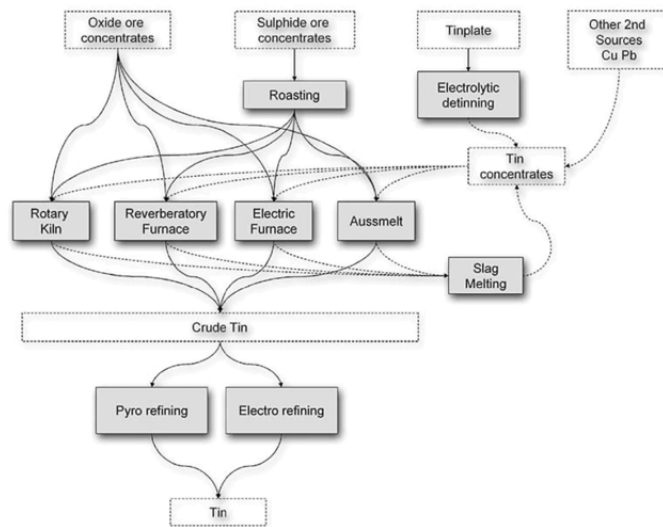 Oxide ore
concentrates
Sulphide ore
concentrates
Tinplate
Other 2nd
Sources
Cu Pb
Roasting
Electrolytic
detinning
Tin
concentrates
Rotary
Kiln
Reverberatory
Furnace
Electric
Furnace
Aussmelt
Slag
Melting
Crude Tin
Pyro refining
Electro refining
Tin